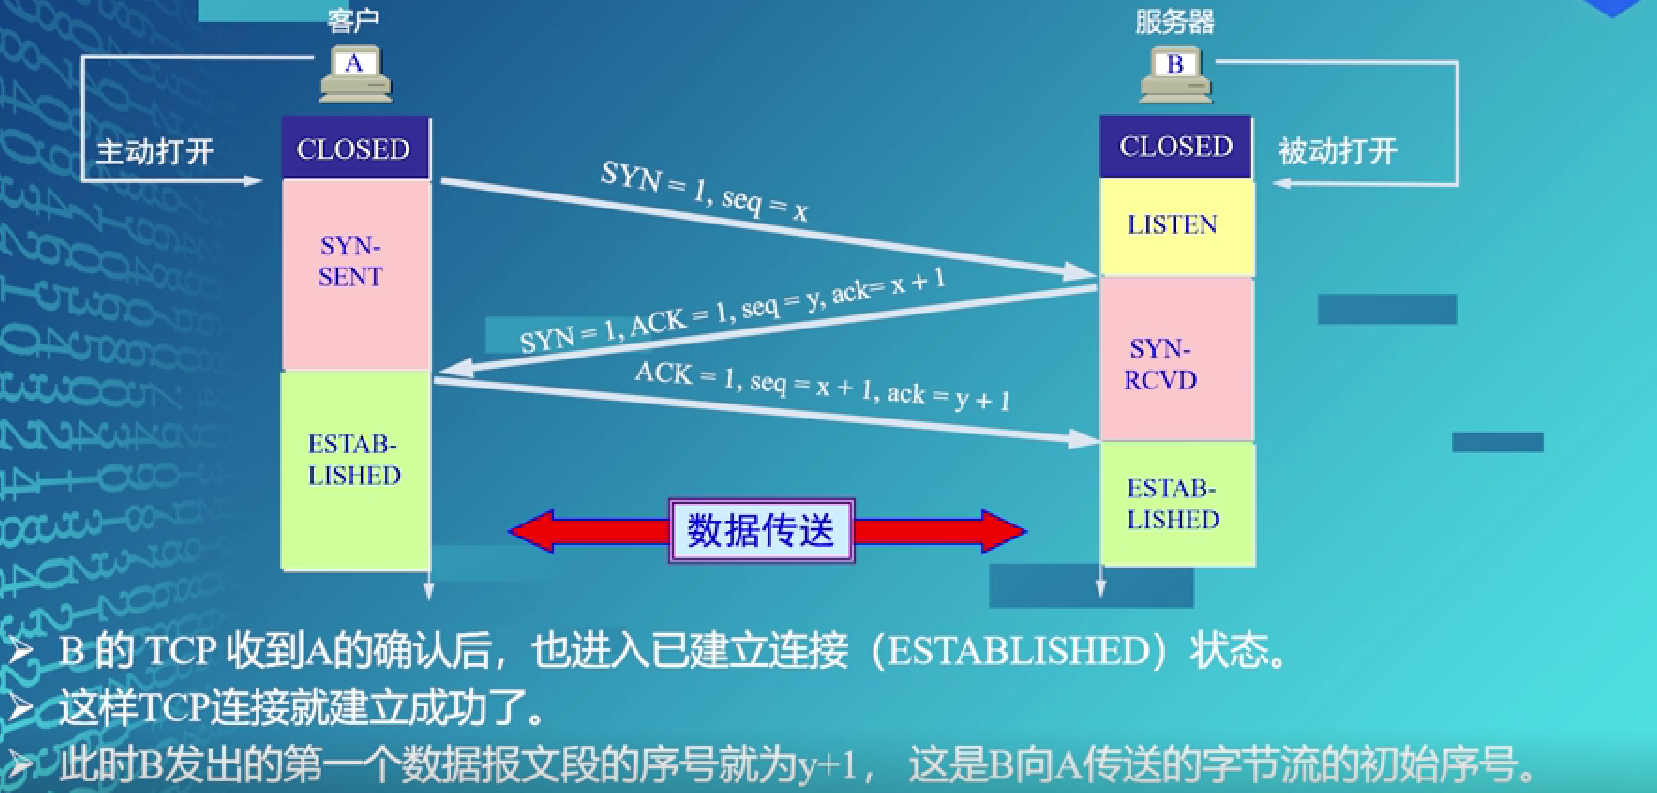 客户
服务器
A
B
CLOSED
CLOSED
主动打开
被动打开
SYN = 1, seq = x
LISTEN
SYN-
SENT
SYN = 1, ACK = 1, seq = y, ack= x + 1
SYN-
RCVD
ACK = 1, seq = x + 1, ack = y + 1
ESTAB-
LISHED
ESTAB-
LISHED
数据传送
➢ B 的 TCP 收到A的确认后，也进入已建立连接（ESTABLISHED）状态。
➢ 这样TCP连接就建立成功了。
➢ 此时B发出的第一个数据报文段的序号就为y+1， 这是B向A传送的字节流的初始序号。